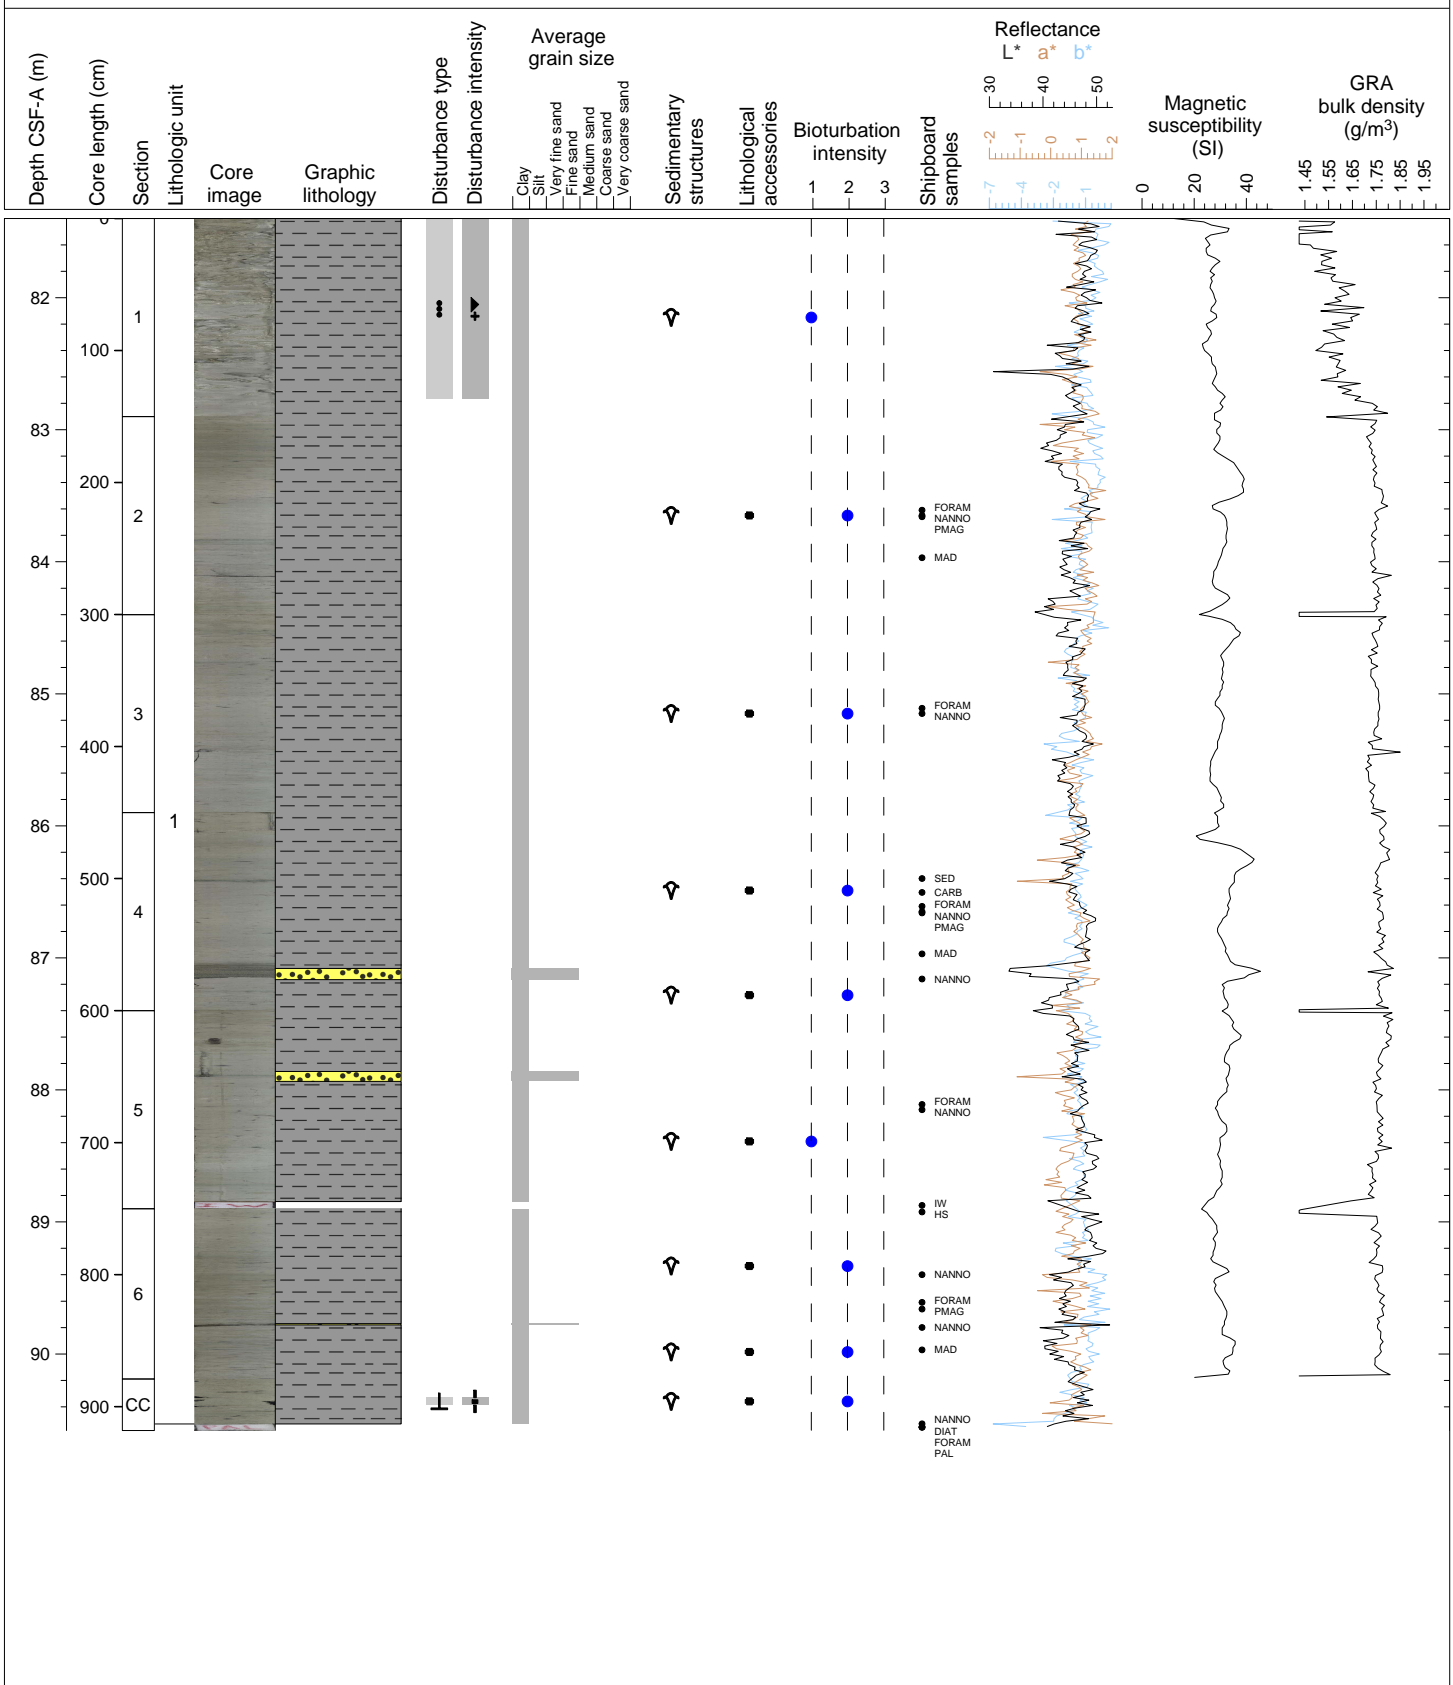 Depth CSF-A (m)
Core length (cm)
Section
Lithologic unit
Core
image
Graphic
lithology
Disturbance type
Disturbance intensity
Average
grain size
Clay
Silt
Very fine sand
Fine sand
Medium sand
Coarse sand
Very coarse sand
Sedimentary
structures
Lithological
accessories
Bioturbation
intensity
1 2 3
Shipboard
samples
Reflectance
L* a* b*
30 40 50
-2 -1 0 1 2
-7 -4 -2 1
Magnetic
susceptibility
(SI)
0 20 40
GRA
bulk density
(g/m³)
1.45 1.55 1.65 1.75 1.85 1.95
0
82
1
100
83
200
2
FORAM
NANNO
PMAG
84
MAD
300
85
3
FORAM
NANNO
400
86
1
500
4
SED
CARB
FORAM
NANNO
PMAG
87
MAD
NANNO
600
88
5
FORAM
NANNO
700
IW
HS
89
800
6
NANNO
FORAM
PMAG
NANNO
90
MAD
900
CC
NANNO
DIAT
FORAM
PAL